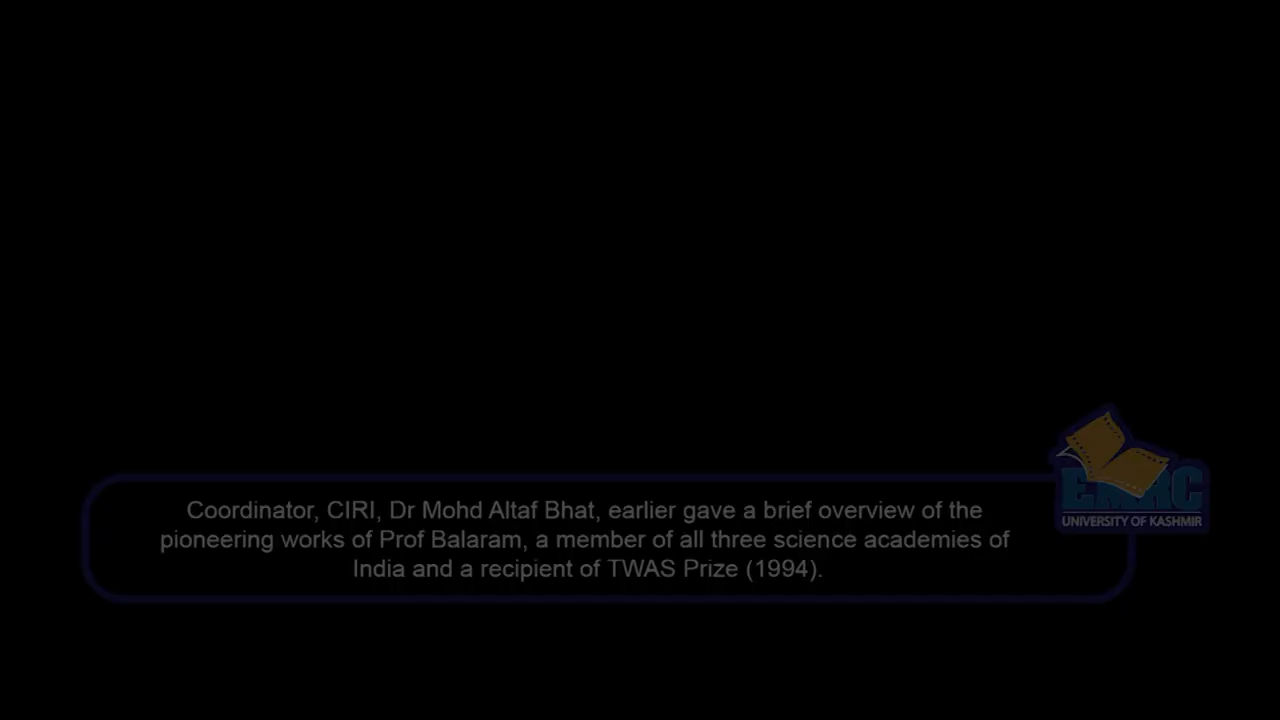 Coordinator, CIRI, Dr Mohd Altaf Bhat, earlier gave a brief overview of the
pioneering works of Prof Balaram, a member of all three science academies of
India and a recipient of TWAS Prize (1994).
EMRC
UNIVERSITY OF KASHMIR